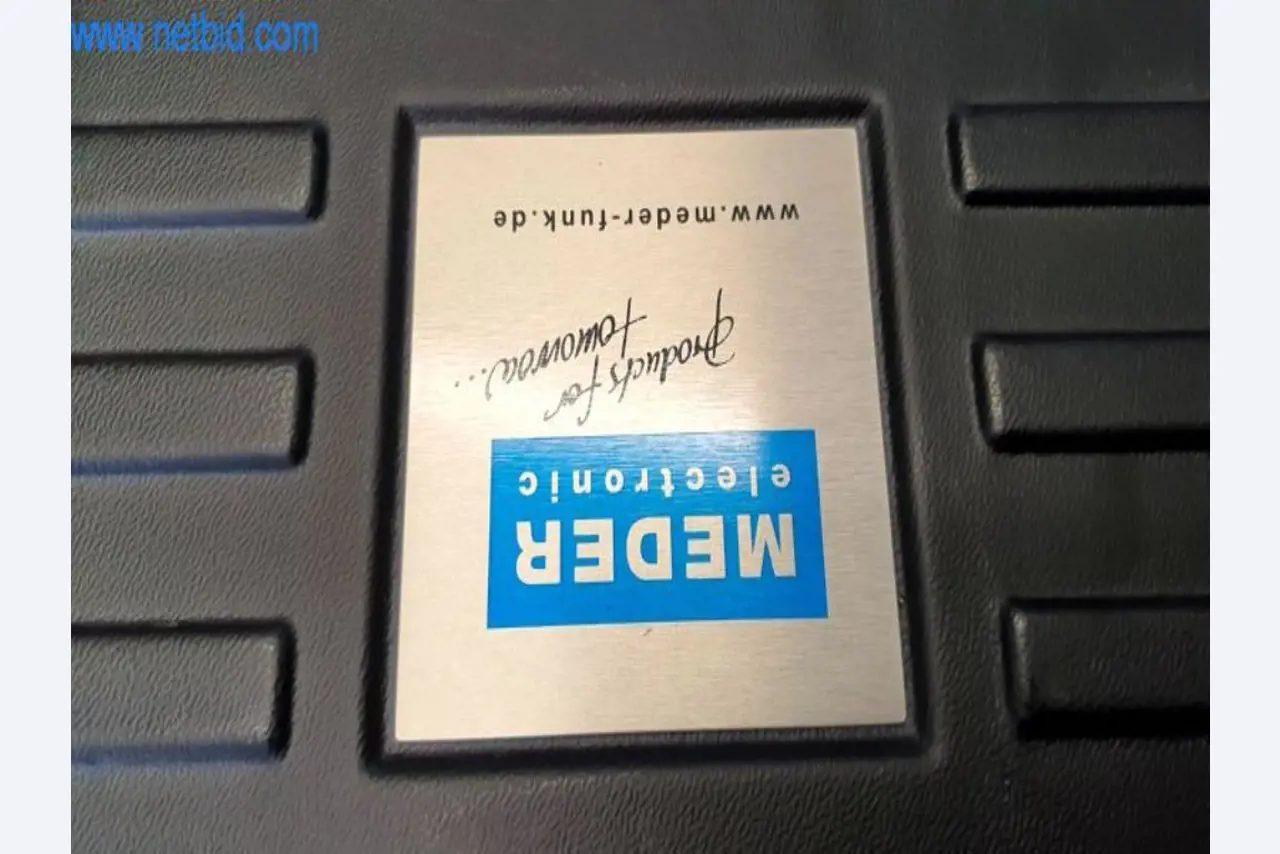 www.netbid.com
MEDER
electronic
Products for
tomorrow...
www.meder-funk.de